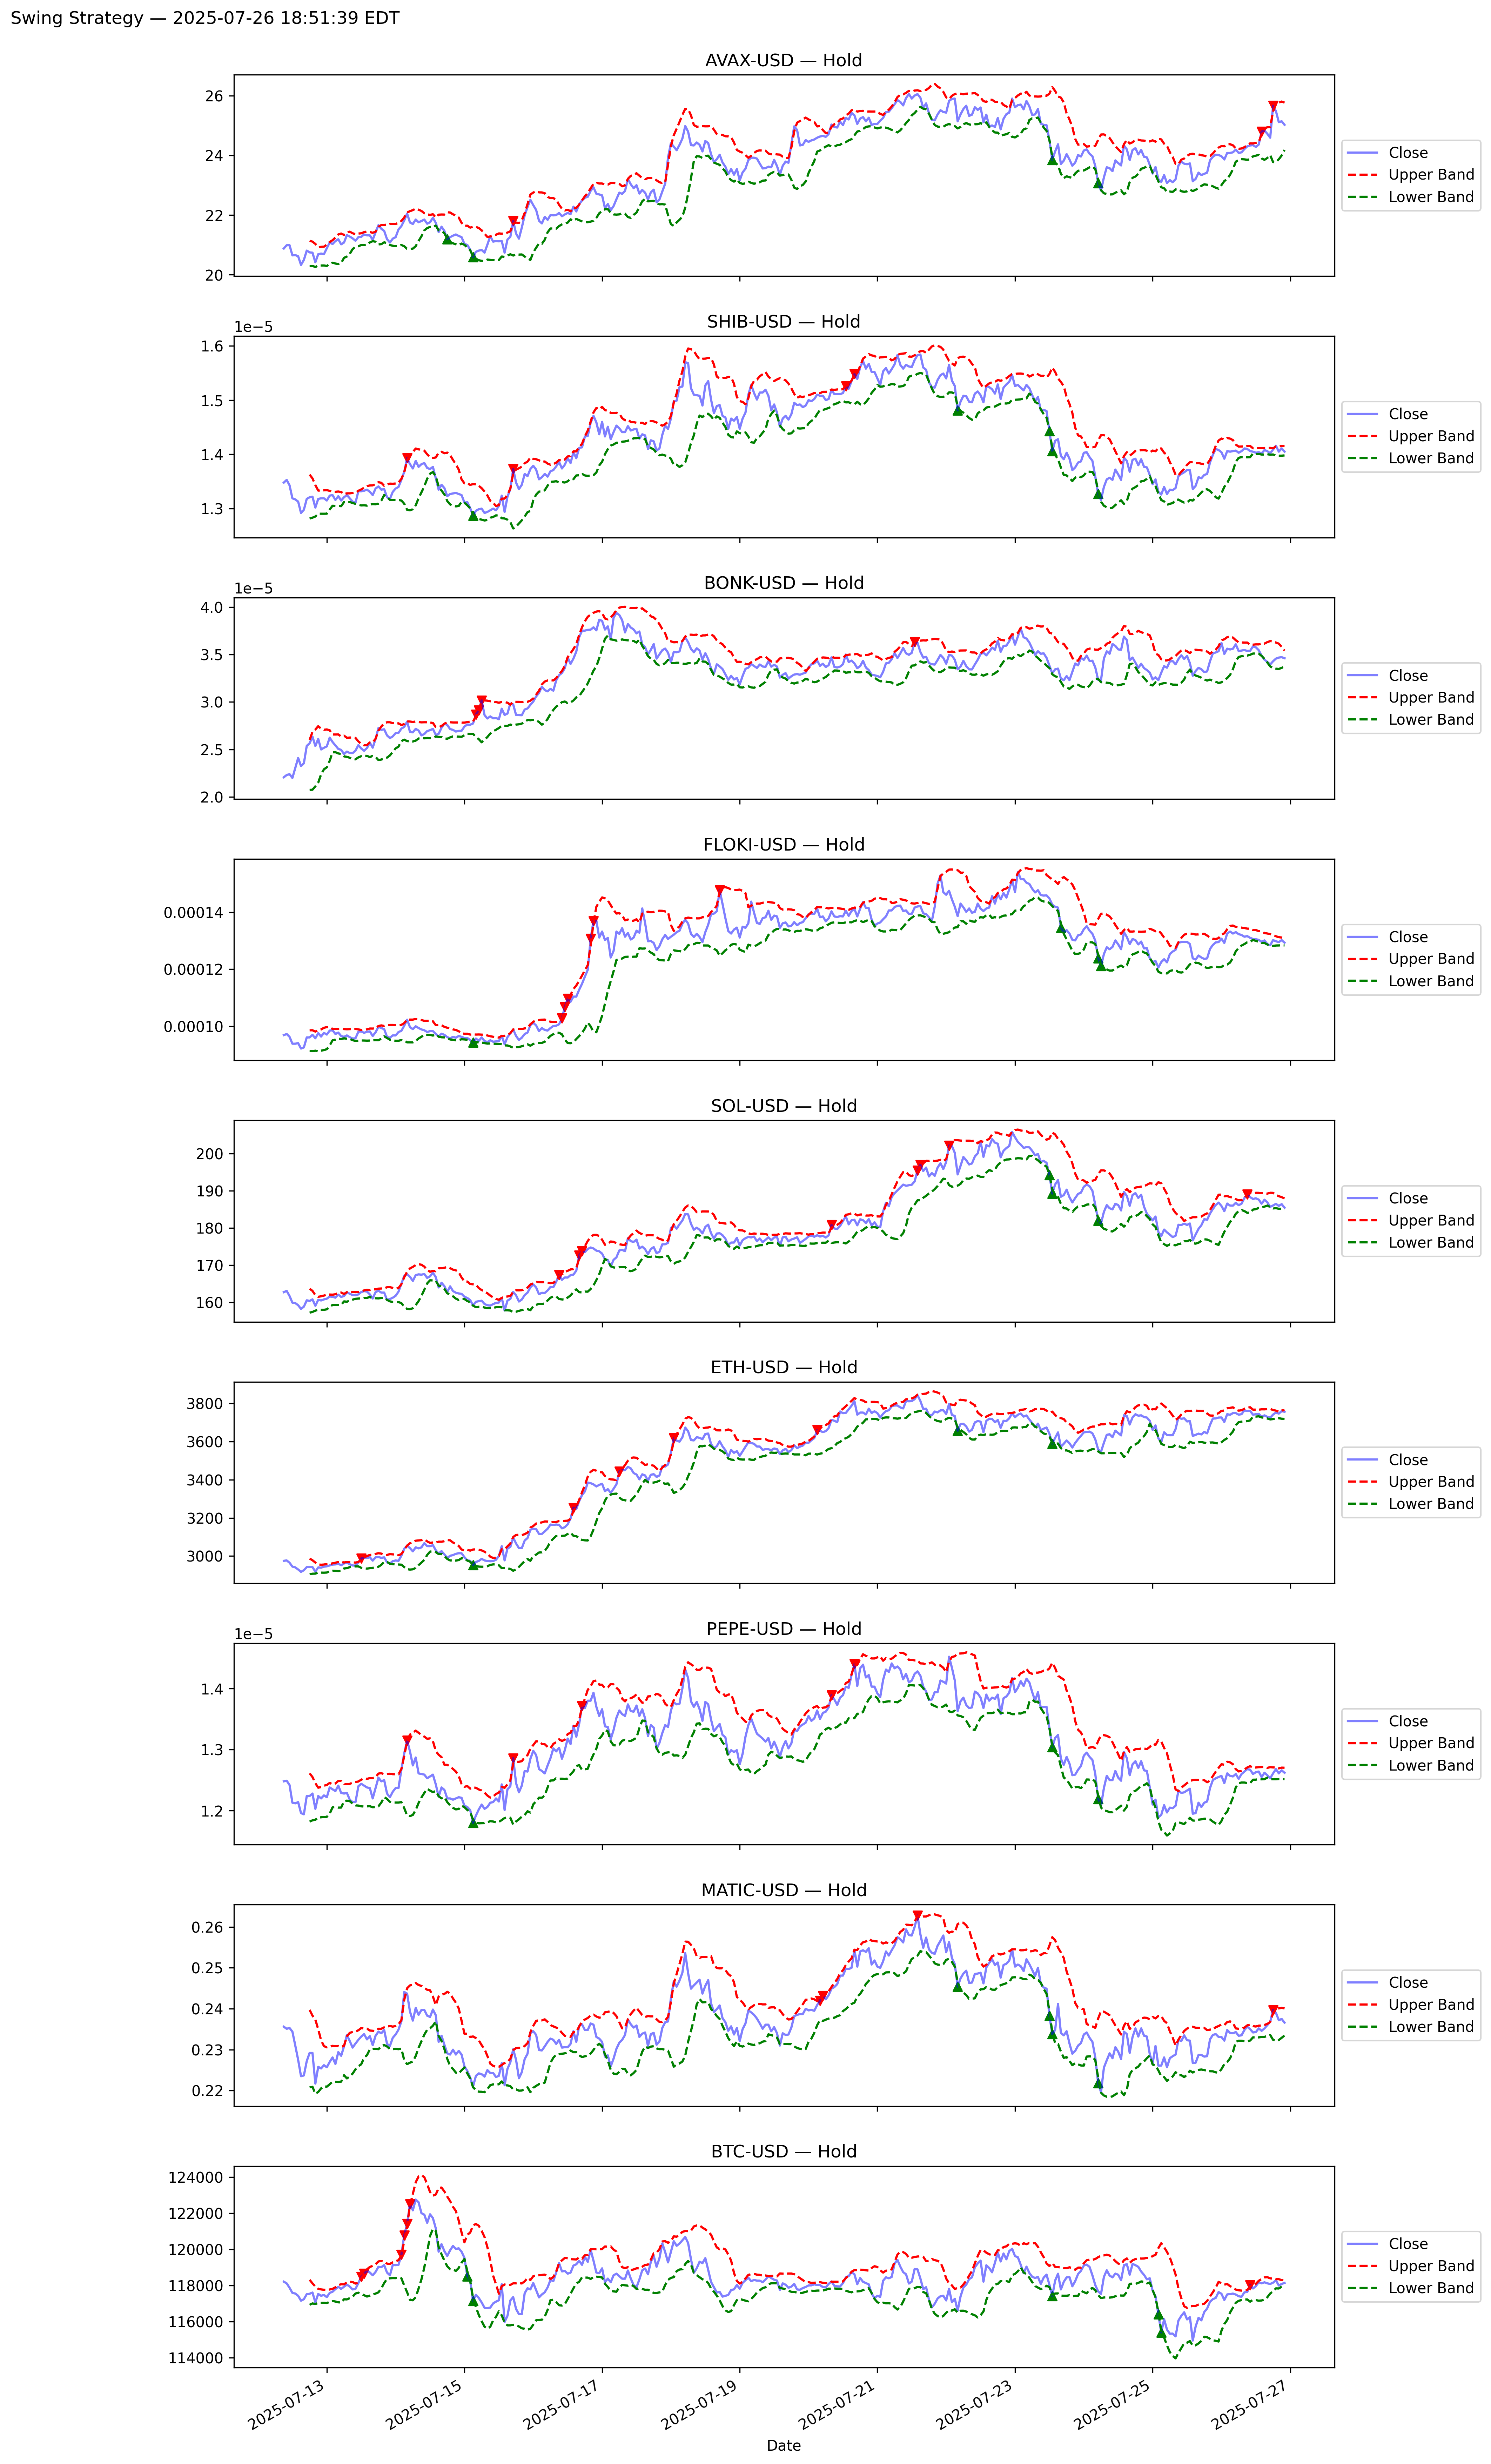 Swing Strategy — 2025-07-26 18:51:39 EDT
AVAX-USD — Hold
26
24
22
20
Close
Upper Band
Lower Band
SHIB-USD — Hold
1e−5
1.6
1.5
1.4
1.3
Close
Upper Band
Lower Band
BONK-USD — Hold
1e−5
4.0
3.5
3.0
2.5
2.0
Close
Upper Band
Lower Band
FLOKI-USD — Hold
0.00014
0.00012
0.00010
Close
Upper Band
Lower Band
SOL-USD — Hold
200
190
180
170
160
Close
Upper Band
Lower Band
ETH-USD — Hold
3800
3600
3400
3200
3000
Close
Upper Band
Lower Band
PEPE-USD — Hold
1e−5
1.4
1.3
1.2
Close
Upper Band
Lower Band
MATIC-USD — Hold
0.26
0.25
0.24
0.23
0.22
Close
Upper Band
Lower Band
BTC-USD — Hold
124000
122000
120000
118000
116000
114000
Close
Upper Band
Lower Band
2025-07-13
2025-07-15
2025-07-17
2025-07-19
2025-07-21
2025-07-23
2025-07-25
2025-07-27
Date